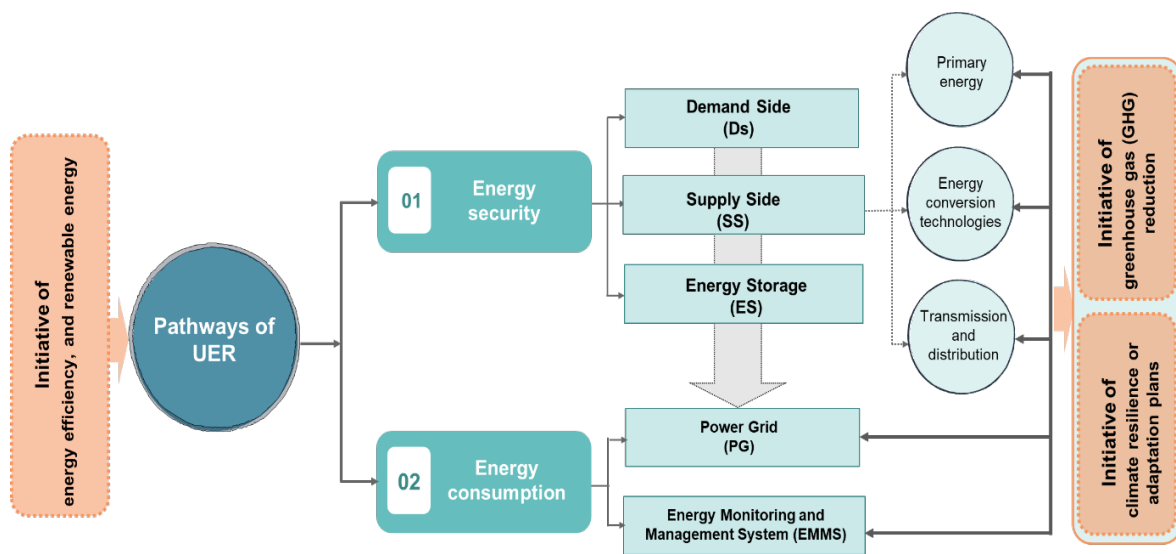 Initiative of
energy efficiency, and renewable energy
Pathways of
UER
01
Energy
security
02
Energy
consumption
Demand Side
(Ds)
Supply Side
(SS)
Energy Storage
(ES)
Power Grid
(PG)
Energy Monitoring and
Management System (EMMS)
Primary
energy
Energy
conversion
technologies
Transmission
and
distribution
Initiative of
greenhouse gas (GHG)
reduction
Initiative of
climate resilience or
adaptation plans